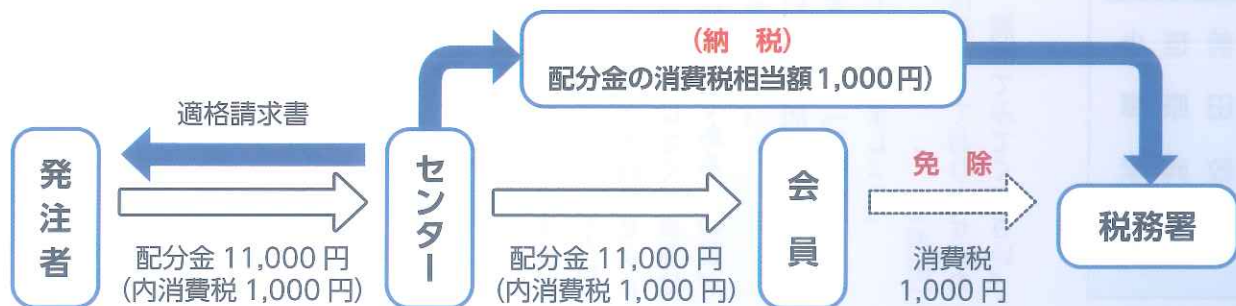 (納 税)
配分金の消費税相当額1,000円)
適格請求書
発注者
配分金 11,000 円
(内消費税 1,000 円)
センター
配分金 11,000 円
(内消費税 1,000 円)
会員
免 除
消費税
1,000 円
税務署